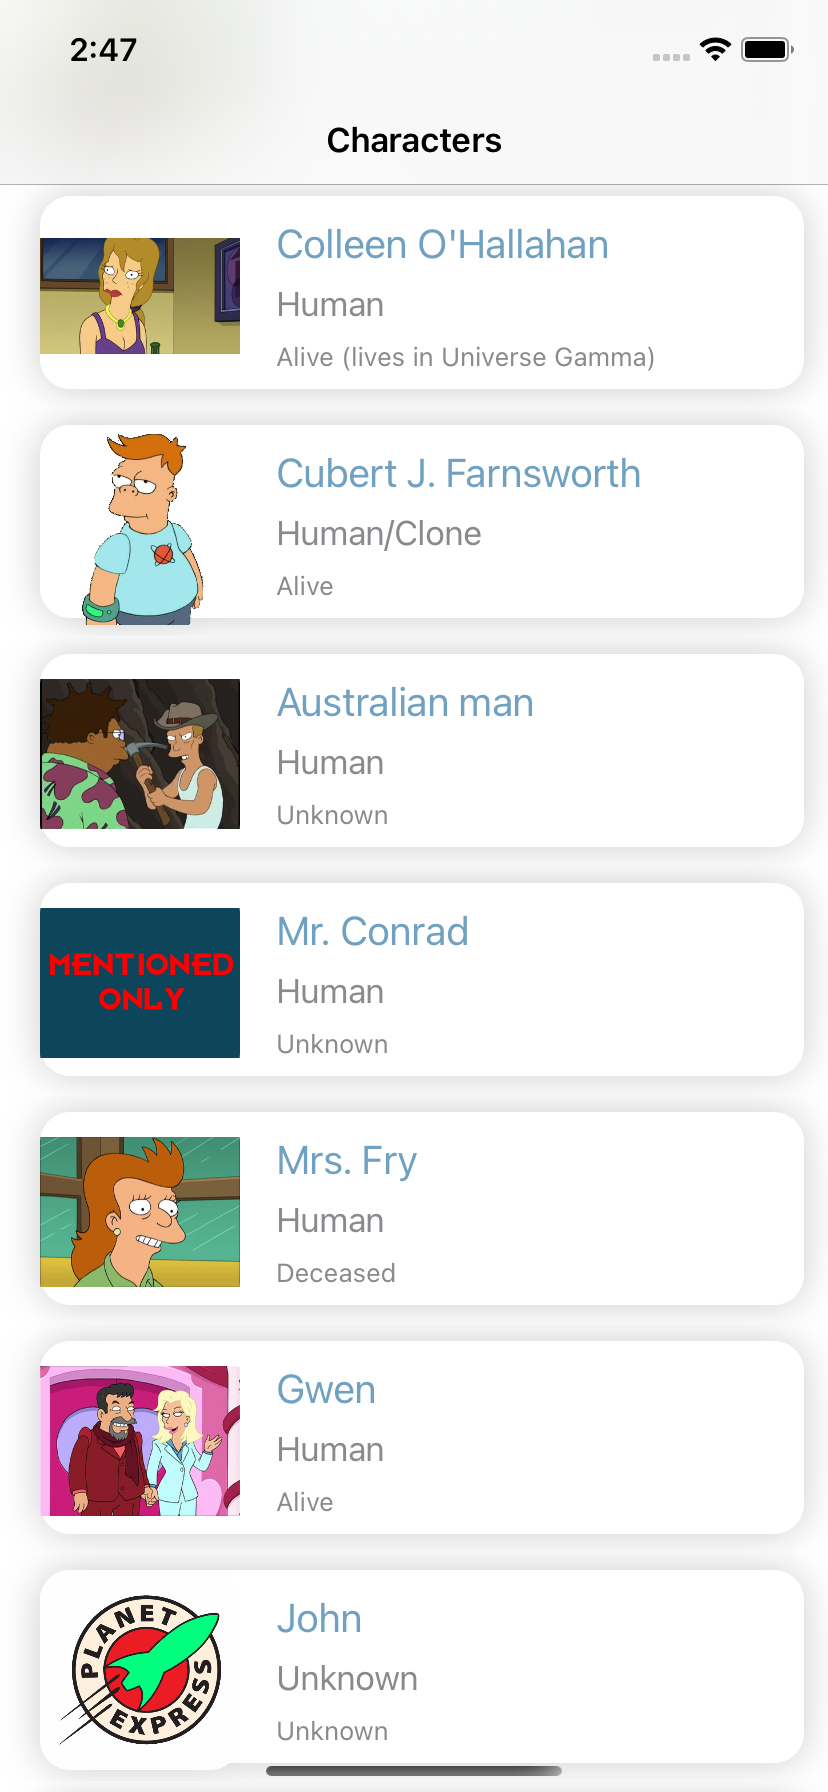 2:47
Characters
Colleen O'Hallahan
Human
Alive (lives in Universe Gamma)
Cubert J. Farnsworth
Human/Clone
Alive
Australian man
Human
Unknown
MENTIONED
ONLY
Mr. Conrad
Human
Unknown
Mrs. Fry
Human
Deceased
Gwen
Human
Alive
PLANET
EXPRESS
John
Unknown
Unknown